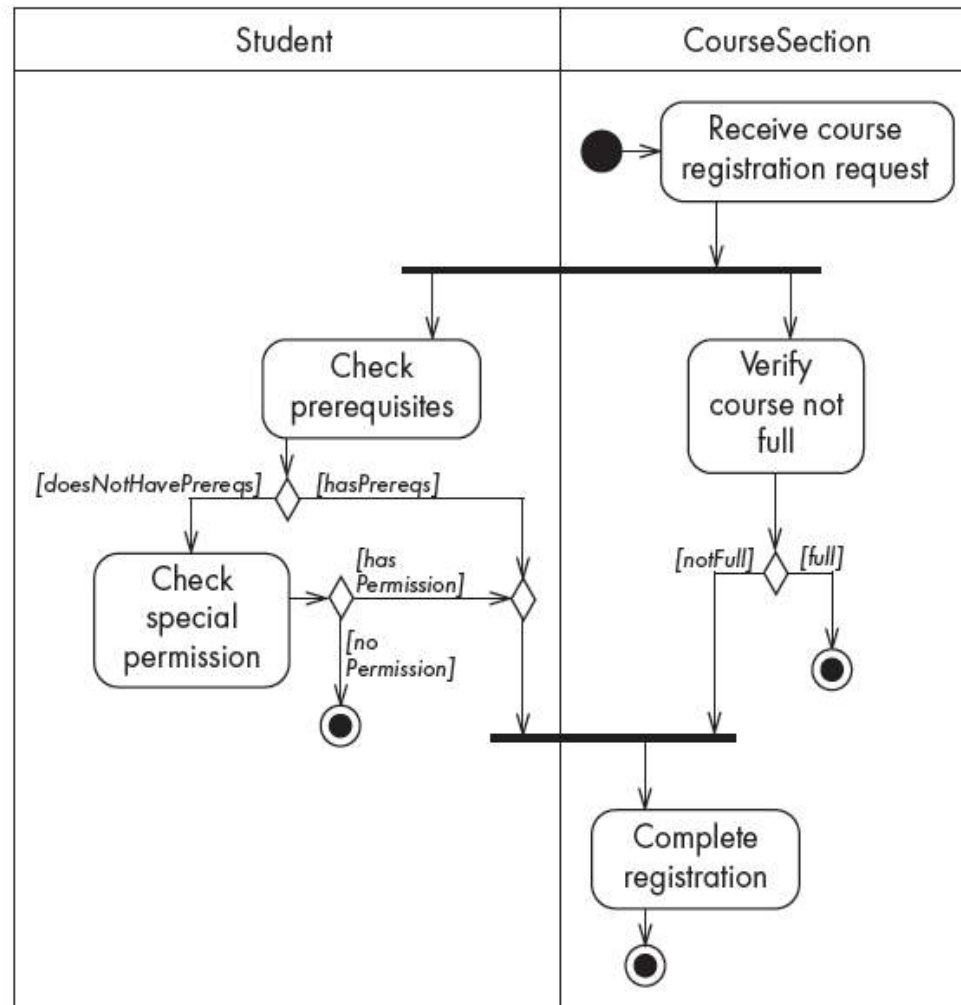 Student
CourseSection
Receive course
registration request
Check
prerequisites
Verify
course not
full
[doesNotHavePrereqs]
[hasPrereqs]
[notFull]
[full]
Check
special
permission
[has
Permission]
[no
Permission]
Complete
registration